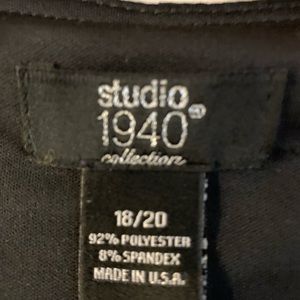 studio®
1940
collection
18/20
92% POLYESTER
8% SPANDEX
MADE IN U.S.A.